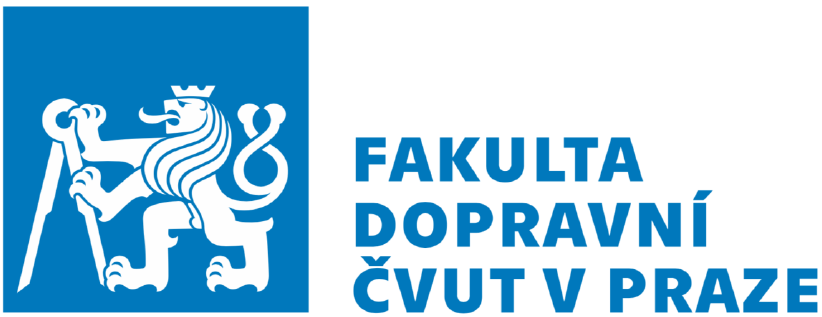 FAKULTA
DOPRAVNÍ
ČVUT V PRAZE